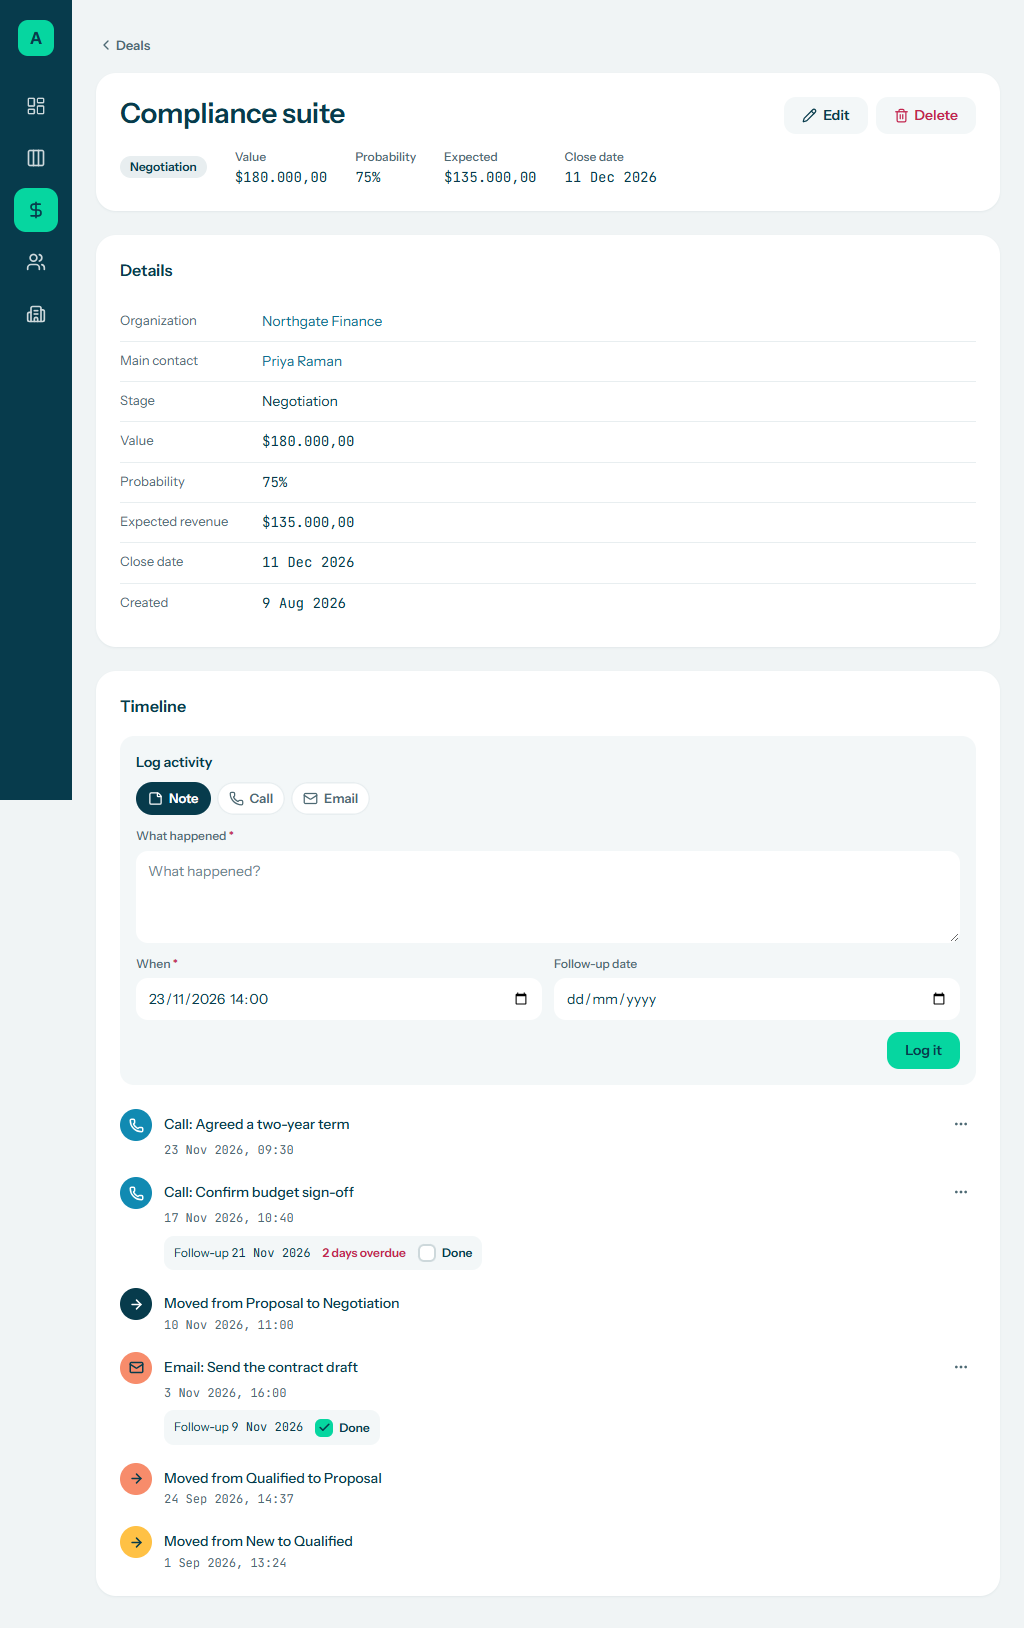 A
Deals
Compliance suite
Edit
Delete
Negotiation
Value
$180.000,00
Probability
75%
Expected
$135.000,00
Close date
11 Dec 2026
Details
Organization
Northgate Finance
Main contact
Priya Raman
Stage
Negotiation
Value
$180.000,00
Probability
75%
Expected revenue
$135.000,00
Close date
11 Dec 2026
Created
9 Aug 2026
Timeline
Log activity
Note
Call
Email
What happened *
What happened?
When *
23/11/2026 14:00
Follow-up date
dd/mm/yyyy
Log it
Call: Agreed a two-year term
23 Nov 2026, 09:30
Call: Confirm budget sign-off
17 Nov 2026, 10:40
Follow-up 21 Nov 2026 2 days overdue Done
Moved from Proposal to Negotiation
10 Nov 2026, 11:00
Email: Send the contract draft
3 Nov 2026, 16:00
Follow-up 9 Nov 2026 Done
Moved from Qualified to Proposal
24 Sep 2026, 14:37
Moved from New to Qualified
1 Sep 2026, 13:24